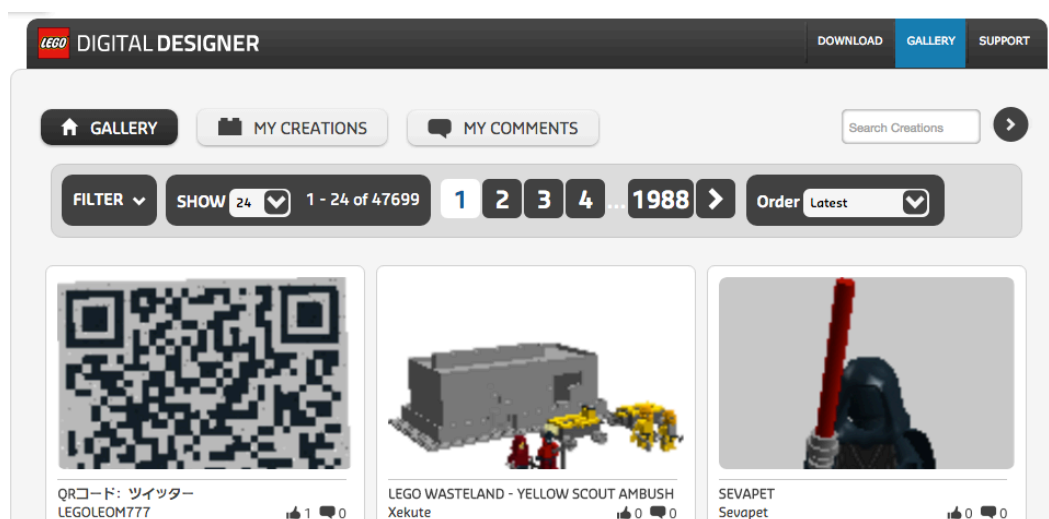 LEGO DIGITAL DESIGNER
DOWNLOAD GALLERY SUPPORT
GALLERY MY CREATIONS MY COMMENTS Search Creations
FILTER SHOW 24 1 - 24 of 47699 1 2 3 4 ... 1988 Order Latest
QRコード: ツイッター
LEGOLEOM777 1 0
LEGO WASTELAND - YELLOW SCOUT AMBUSH
Xekute 0 0
SEVAPET
Sevapet 0 0